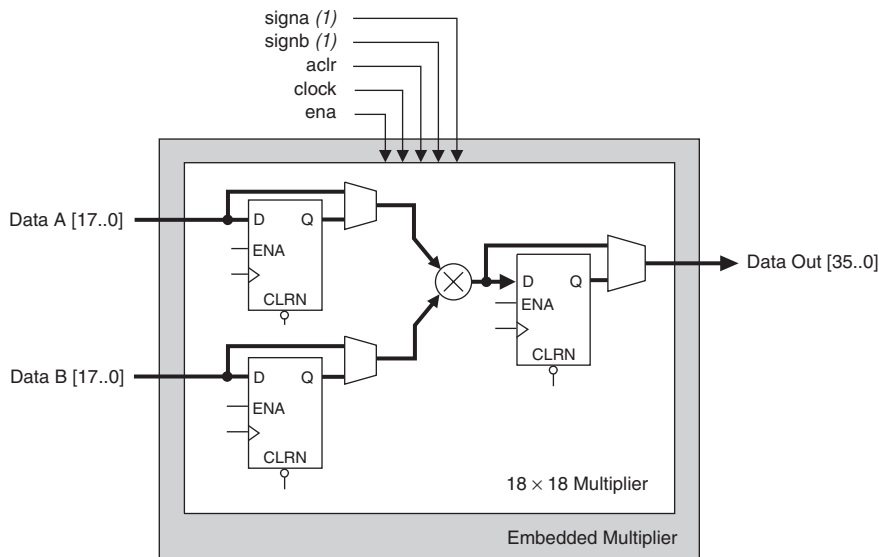 signa (1)
signb (1)
aclr
clock
ena
Data A [17..0]
D Q
ENA
CLRN
Data Out [35..0]
D Q
ENA
CLRN
Data B [17..0]
D Q
ENA
CLRN
18 × 18 Multiplier
Embedded Multiplier